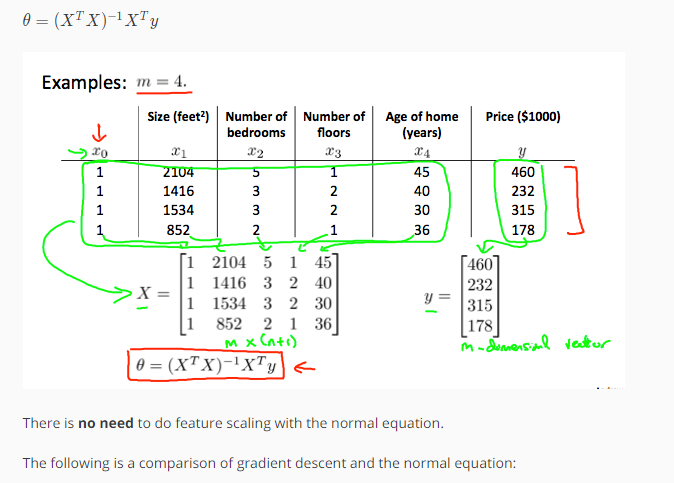 θ = (XᵀX)⁻¹Xᵀy
Examples: m = 4.
Size (feet²) Number of bedrooms Number of floors Age of home (years) Price ($1000)
x₀ x₁ x₂ x₃ x₄ y
1 2104 5 1 45 460
1 1416 3 2 40 232
1 1534 3 2 30 315
1 852 2 1 36 178
X =
[1 2104 5 1 45]
[1 1416 3 2 40]
[1 1534 3 2 30]
[1 852 2 1 36]
m x (n+1)
y =
[460]
[232]
[315]
[178]
m-dimensional vector
θ = (XᵀX)⁻¹Xᵀy
There is no need to do feature scaling with the normal equation.
The following is a comparison of gradient descent and the normal equation: